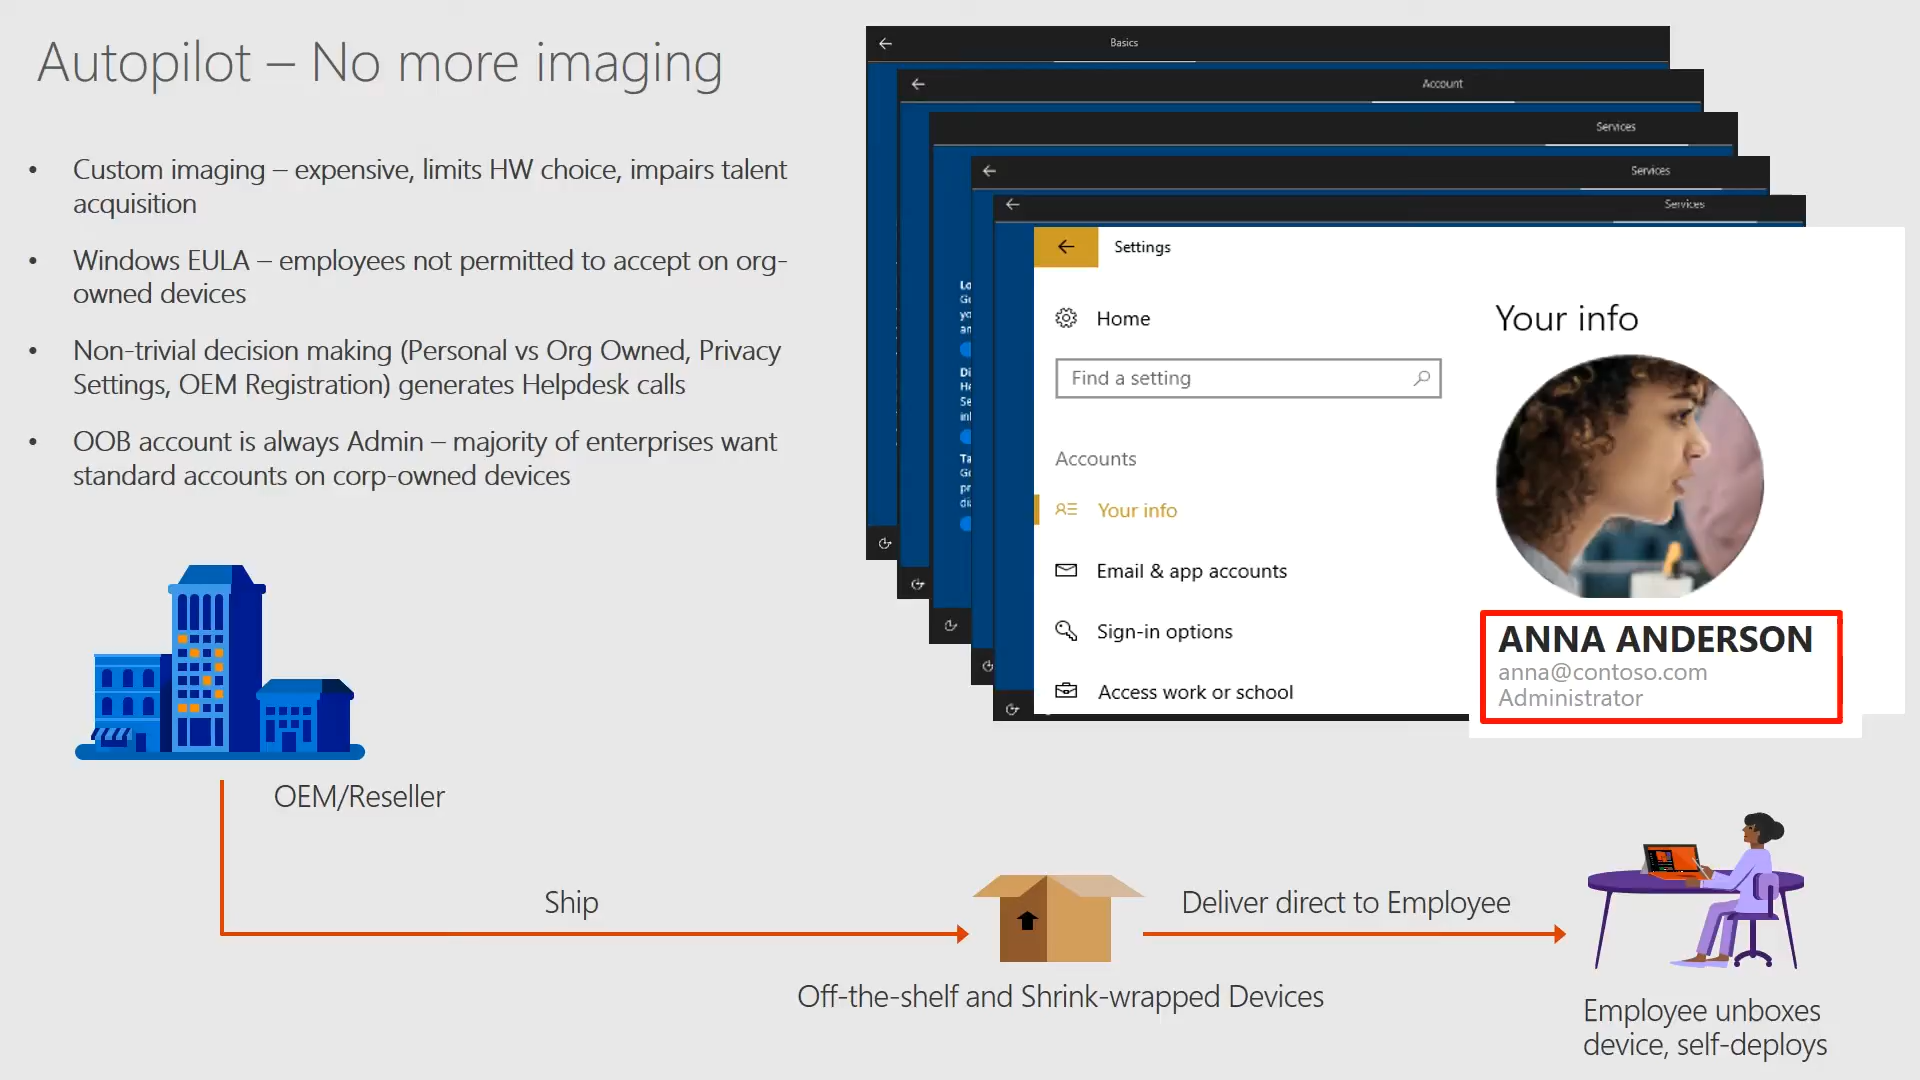 Autopilot – No more imaging
• Custom imaging – expensive, limits HW choice, impairs talent
acquisition
• Windows EULA – employees not permitted to accept on org-
owned devices
• Non-trivial decision making (Personal vs Org Owned, Privacy
Settings, OEM Registration) generates Helpdesk calls
• OOB account is always Admin – majority of enterprises want
standard accounts on corp-owned devices
Basics
Account
Services
Services
Services
Settings
Home
Find a setting
Accounts
Your info
Email & app accounts
Sign-in options
Access work or school
Your info
ANNA ANDERSON
anna@contoso.com
Administrator
OEM/Reseller
Ship
Deliver direct to Employee
Off-the-shelf and Shrink-wrapped Devices
Employee unboxes
device, self-deploys